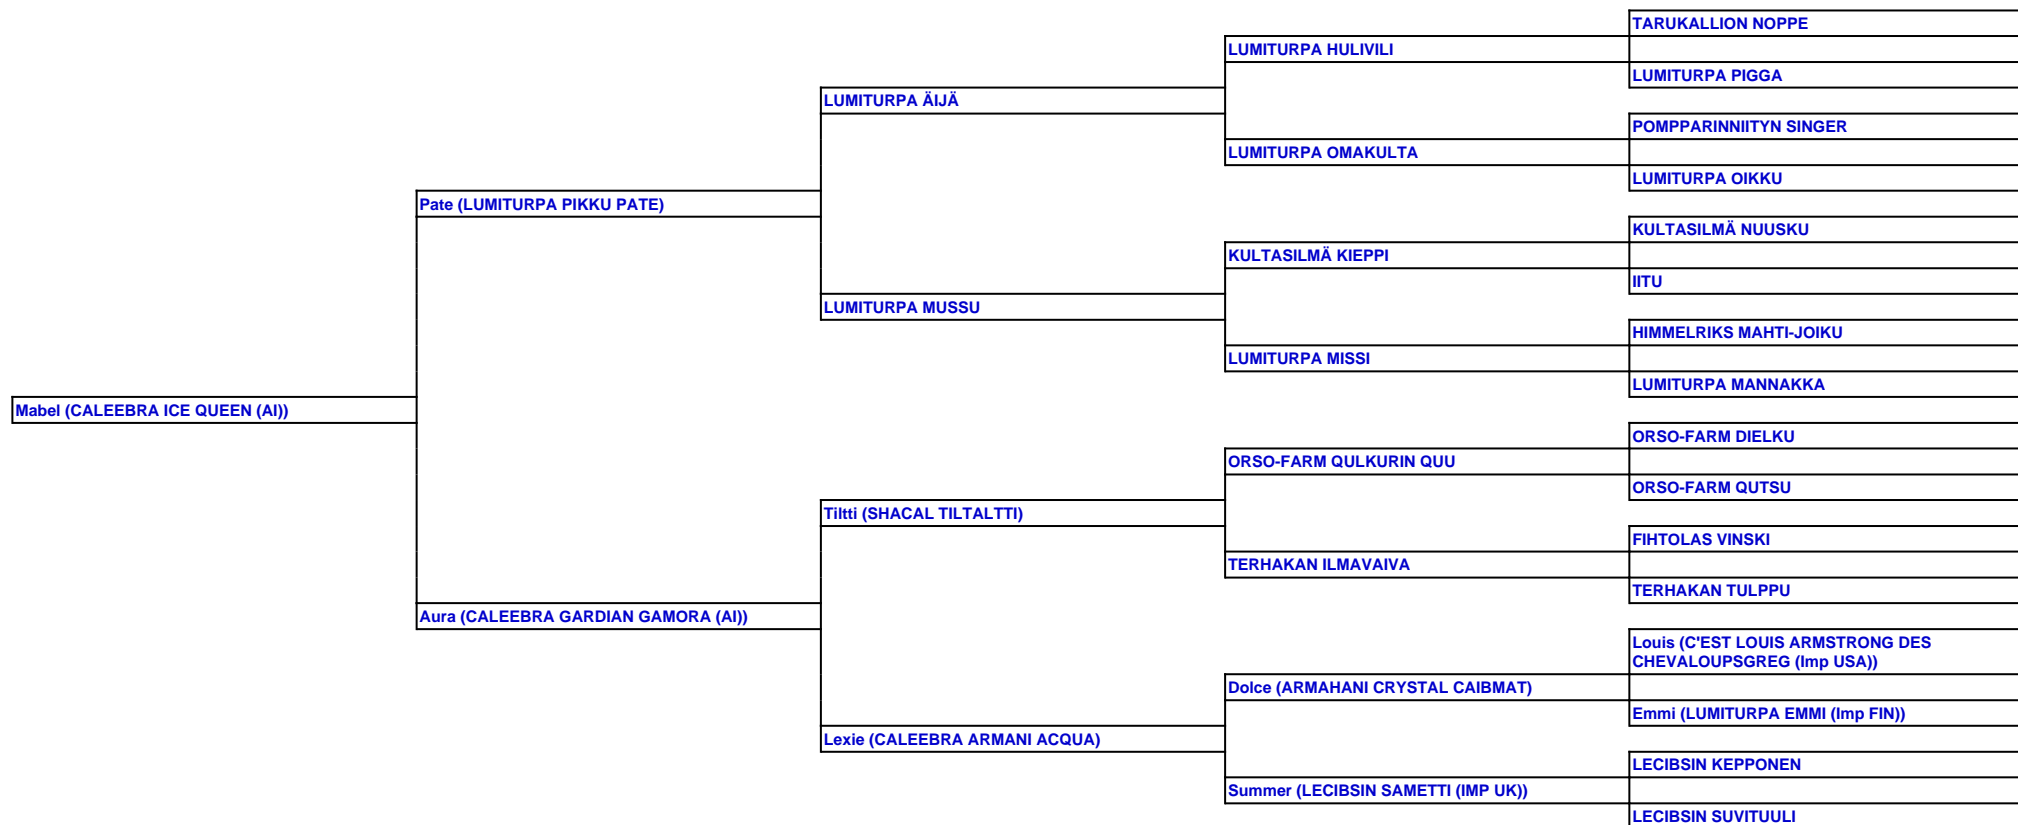 TARUKALLION NOPPE
LUMITURPA HULIVILI
LUMITURPA PIGGA
LUMITURPA ÄIJÄ
POMPPARINNIITYN SINGER
LUMITURPA OMAKULTA
LUMITURPA OIKKU
Pate (LUMITURPA PIKKU PATE)
KULTASILMÄ NUUSKU
KULTASILMÄ KIEPPI
IITU
LUMITURPA MUSSU
HIMMELRIKS MAHTI-JOIKU
LUMITURPA MISSI
LUMITURPA MANNAKKA
Mabel (CALEEBRA ICE QUEEN (AI))
ORSO-FARM DIELKU
ORSO-FARM QULKURIN QUU
ORSO-FARM QUTSU
Tiltti (SHACAL TILTALTTI)
FIHTOLAS VINSKI
TERHAKAN ILMAVAIVA
TERHAKAN TULPPU
Aura (CALEEBRA GARDIAN GAMORA (AI))
Louis (C'EST LOUIS ARMSTRONG DES
CHEVALOUPSGREG (Imp USA))
Dolce (ARMAHANI CRYSTAL CAIBMAT)
Emmi (LUMITURPA EMMI (Imp FIN))
Lexie (CALEEBRA ARMANI ACQUA)
LECIBSIN KEPPONEN
Summer (LECIBSIN SAMETTI (IMP UK))
LECIBSIN SUVITUULI